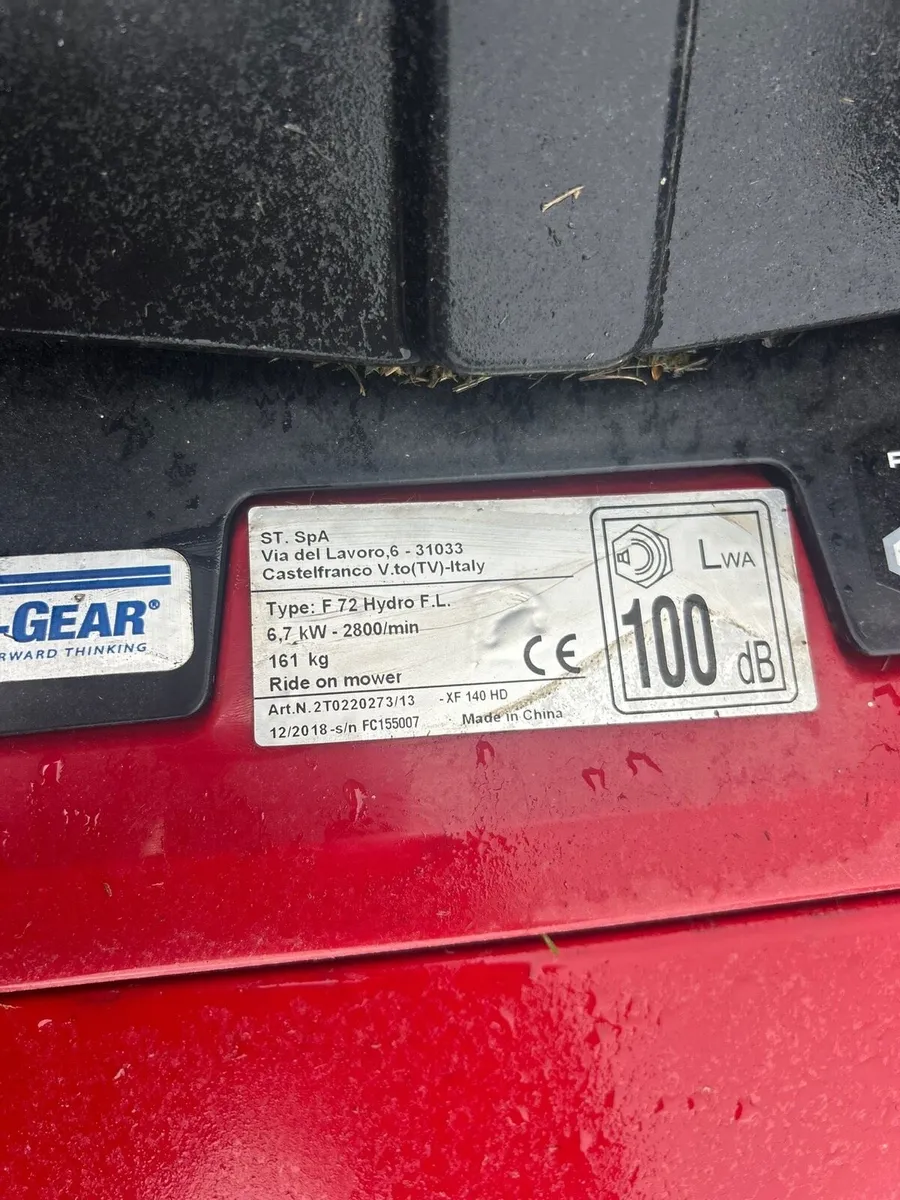 ST. SpA
Via del Lavoro,6 - 31033
Castelfranco V.to(TV)-Italy
Type: F 72 Hydro F.L.
6,7 kW - 2800/min
161 kg
Ride on mower
Art.N.2T0220273/13 -XF 140 HD
12/2018-s/n FC155007 Made in China
CE
LWA
100 dB
-GEAR®
RWARD THINKING